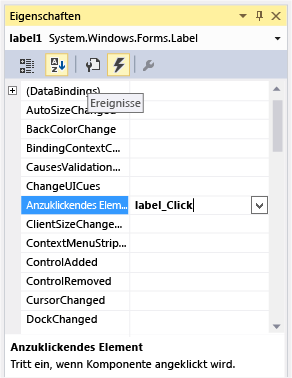 Eigenschaften
label1 System.Windows.Forms.Label
(DataBindings)
Ereignisse
AutoSizeChanged
BackColorChange
BindingContextC...
CausesValidation...
ChangeUICues
Anzuklickendes Elem... label_Click
ClientSizeChange...
ContextMenuStrip...
ControlAdded
ControlRemoved
CursorChanged
DockChanged
Anzuklickendes Element
Tritt ein, wenn Komponente angeklickt wird.